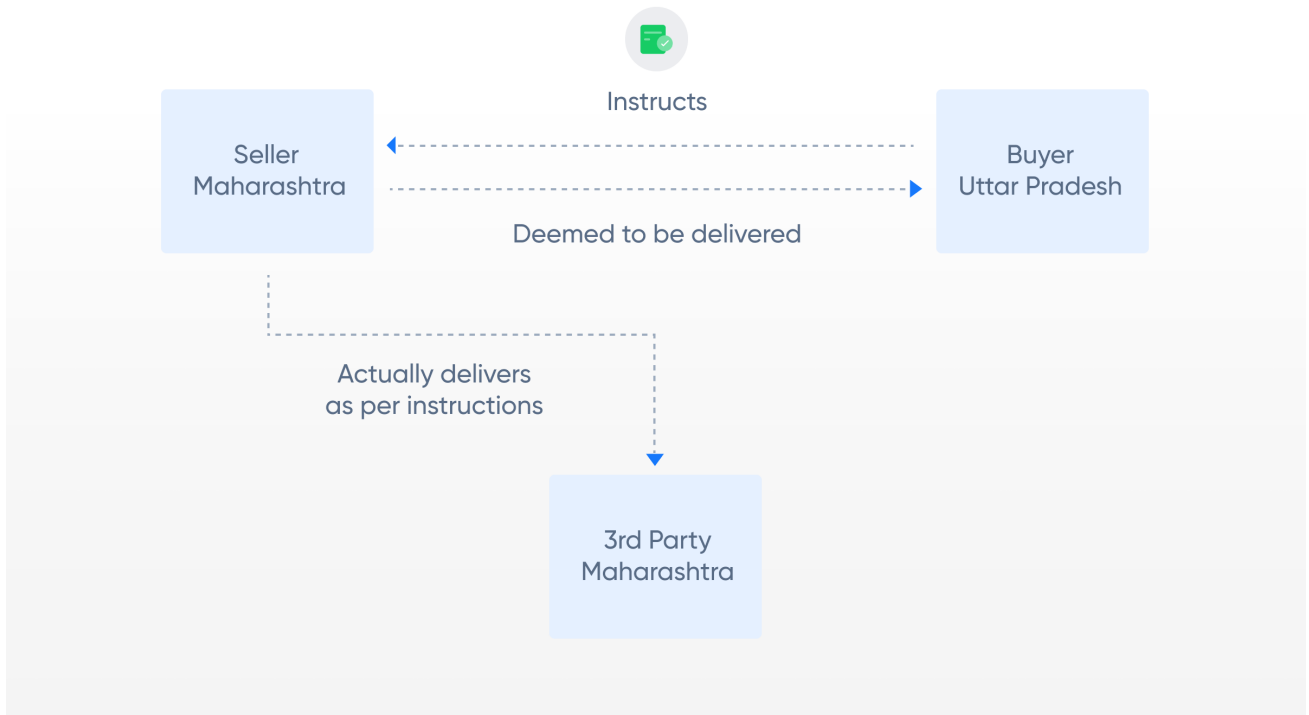 Instructs
Seller
Maharashtra
Buyer
Uttar Pradesh
Deemed to be delivered
Actually delivers
as per instructions
3rd Party
Maharashtra